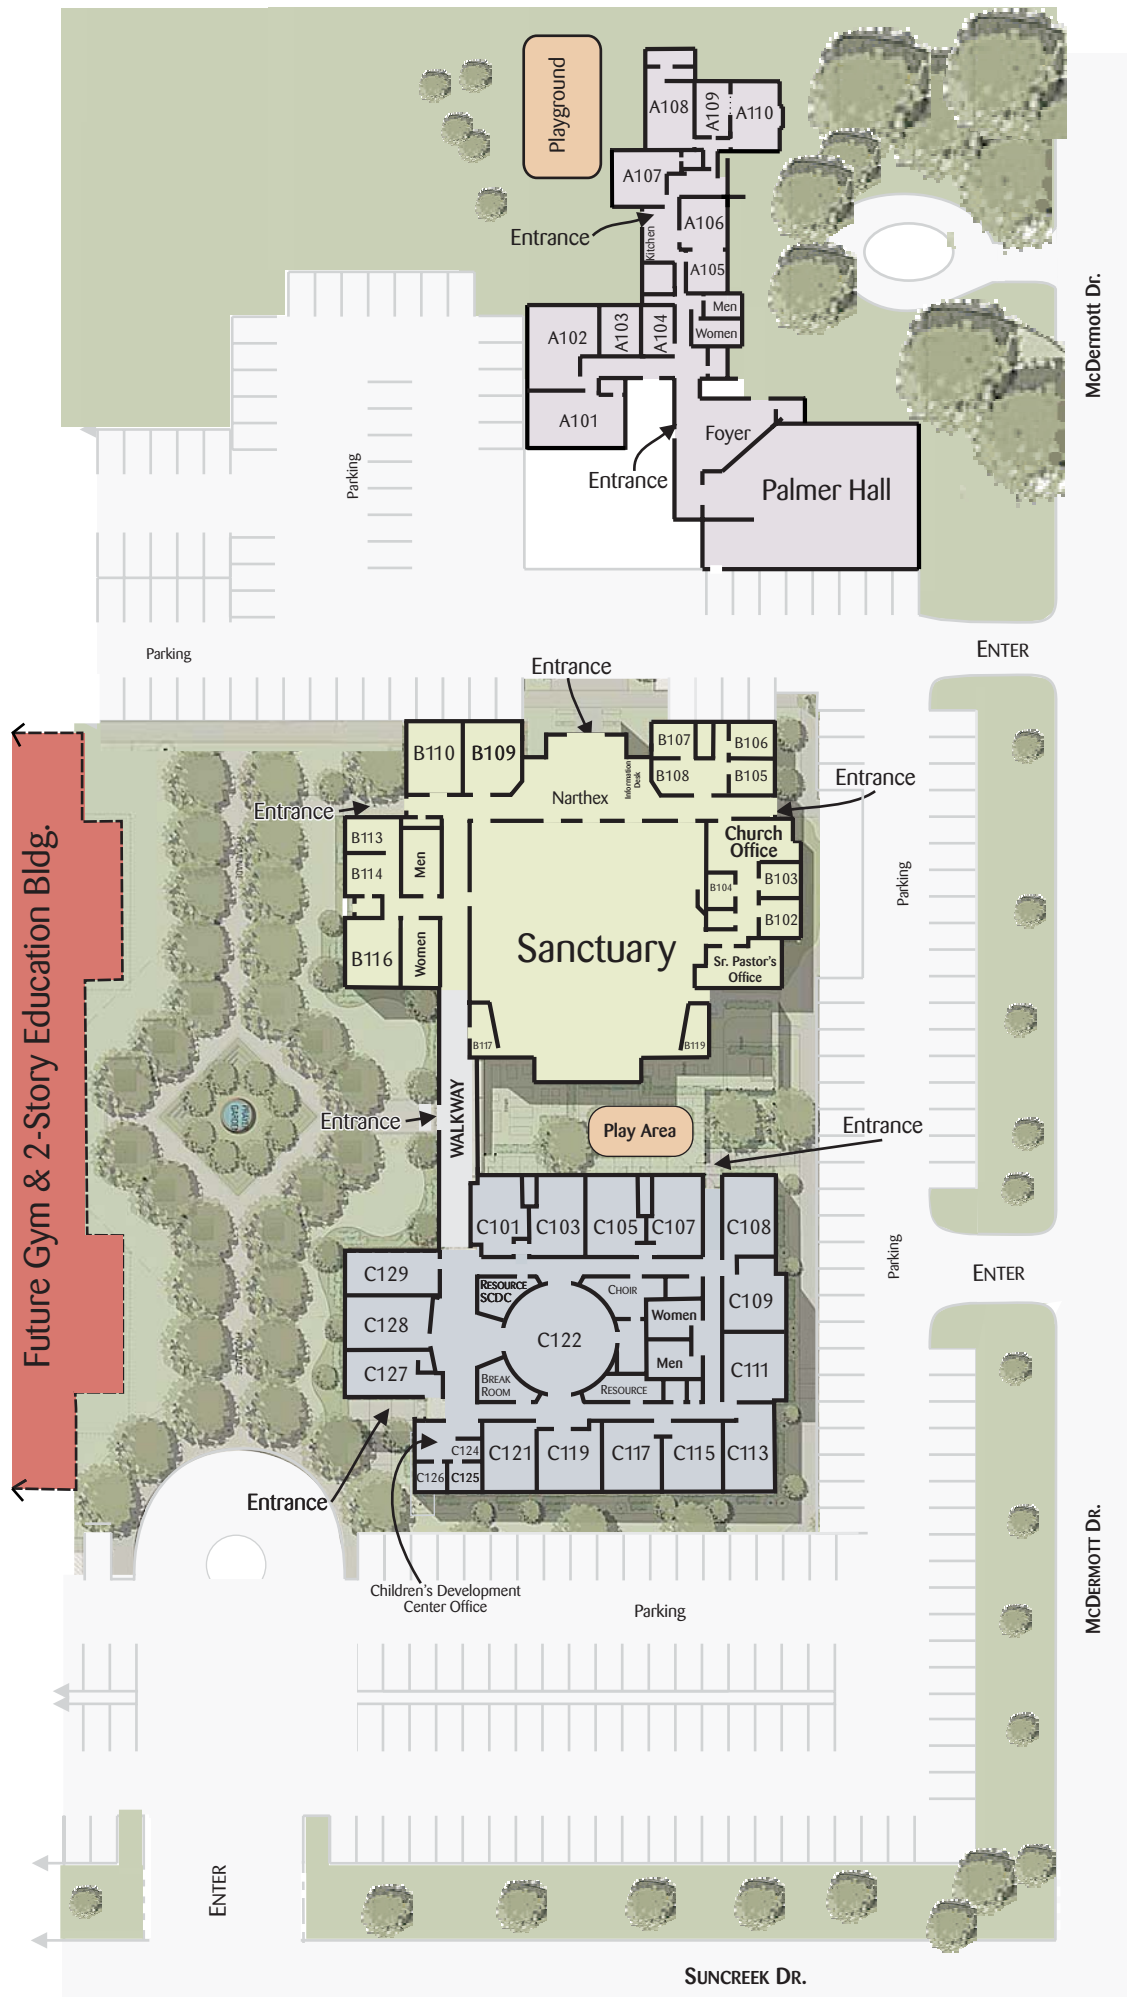 Playground
A108
A109
A110
A107
A106
Entrance
Kitchen
A105
Men
Women
A102
A103
A104
A101
Foyer
Entrance
Palmer Hall
McDermott Dr.
Parking
Parking
ENTER
Entrance
B110
B109
B107
B106
B108
B105
Information
Desk
Narthex
Entrance
Entrance
B113
Men
B114
Church
Office
B104
B103
B102
Parking
Sanctuary
B116
Women
Sr. Pastor's
Office
B117
B119
Future Gym & 2-Story Education Bldg.
WALKWAY
Entrance
Play Area
Entrance
C101
C103
C105
C107
C108
Parking
ENTER
C129
RESOURCE
SCDC
CHOIR
C109
Women
C128
C122
Men
C111
C127
BREAK
ROOM
RESOURCE
C124
C121
C119
C117
C115
C113
C126
C125
Entrance
Children's Development
Center Office
Parking
MCDERMOTT DR.
ENTER
SUNCREEK DR.